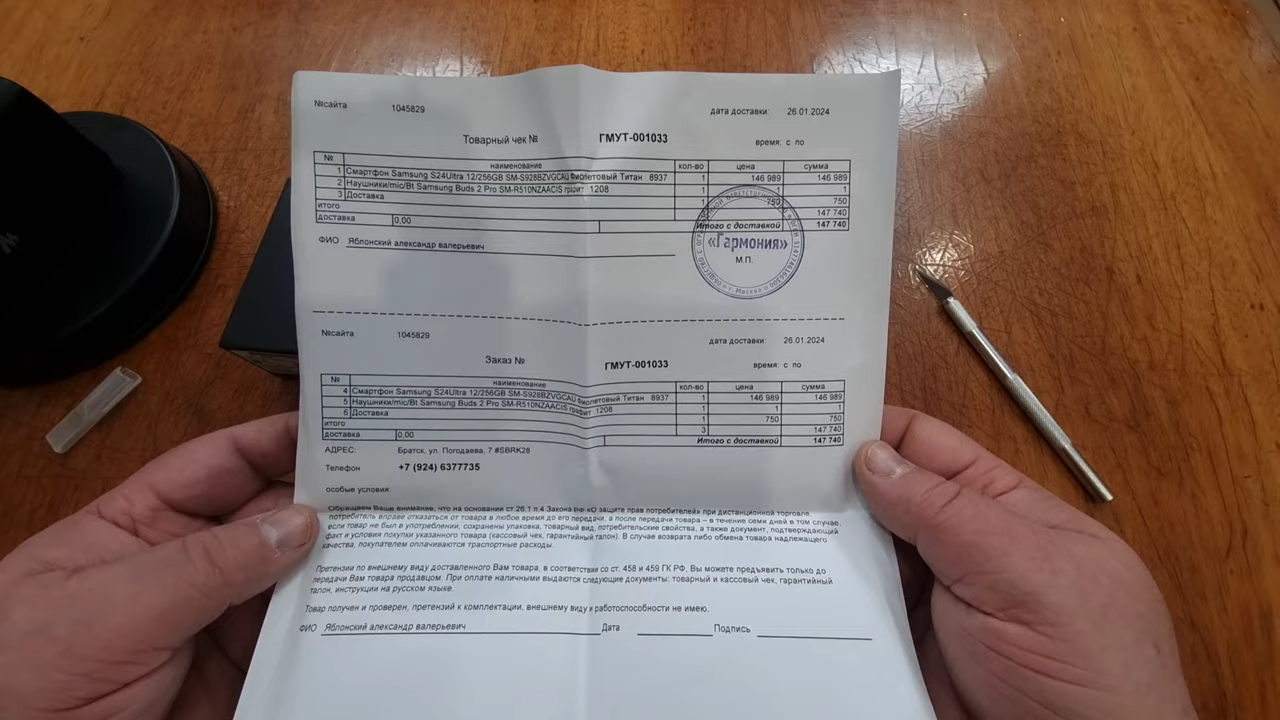 №сайта 1045829 дата доставки: 26.01.2024
Товарный чек № ГМУТ-001033 время: с по
№ наименование кол-во цена сумма
1 Смартфон Samsung S24Ultra 12/256GB SM-S928BZVGCAU Фиолетовый Титан 8937 1 146 989 146 989
2 Наушники/mic/Bt Samsung Buds 2 Pro SM-R510NZAACIS графит 1208 1 1 1
3 Доставка 1 750 750
итого 147 740
доставка 0,00 Итого с доставкой 147 740
ФИО Яблонский александр валерьевич
«Гармония»
М.П.
г. Москва
№сайта 1045829 дата доставки: 26.01.2024
Заказ № ГМУТ-001033 время: с по
№ наименование кол-во цена сумма
4 Смартфон Samsung S24Ultra 12/256GB SM-S928BZVGCAU Фиолетовый Титан 8937 1 146 989 146 989
5 Наушники/mic/Bt Samsung Buds 2 Pro SM-R510NZAACIS графит 1208 1 1 1
6 Доставка 1 750 750
итого 3 147 740
доставка 0,00 Итого с доставкой 147 740
АДРЕС: Братск, ул. Погодаева, 7 #SBRK28
Телефон +7 (924) 6377735
особые условия:
Обращаем Ваше внимание, что на основании ст.26.1 п.4 Закона РФ «О защите прав потребителей» при дистанционной торговле
потребитель вправе отказаться от товара в любое время до его передачи, а после передачи товара – в течение семи дней в том случае,
если товар не был в употреблении, сохранены упаковка, товарный вид, потребительские свойства, а также документ, подтверждающий
факт и условия покупки указанного товара (кассовый чек, гарантийный талон). В случае возврата либо обмена товара надлежащего
качества, покупателем оплачиваются траспортные расходы.
Претензии по внешнему виду доставленного Вам товара, в соответствии со ст. 458 и 459 ГК РФ, Вы можете предъявить только до
передачи Вам товара продавцом. При оплате наличными выдаются следующие документы: товарный и кассовый чек, гарантийный
талон, инструкции на русском языке.
Товар получен и проверен, претензий к комплектации, внешнему виду и работоспособности не имею.
ФИО Яблонский александр валерьевич Дата Подпись